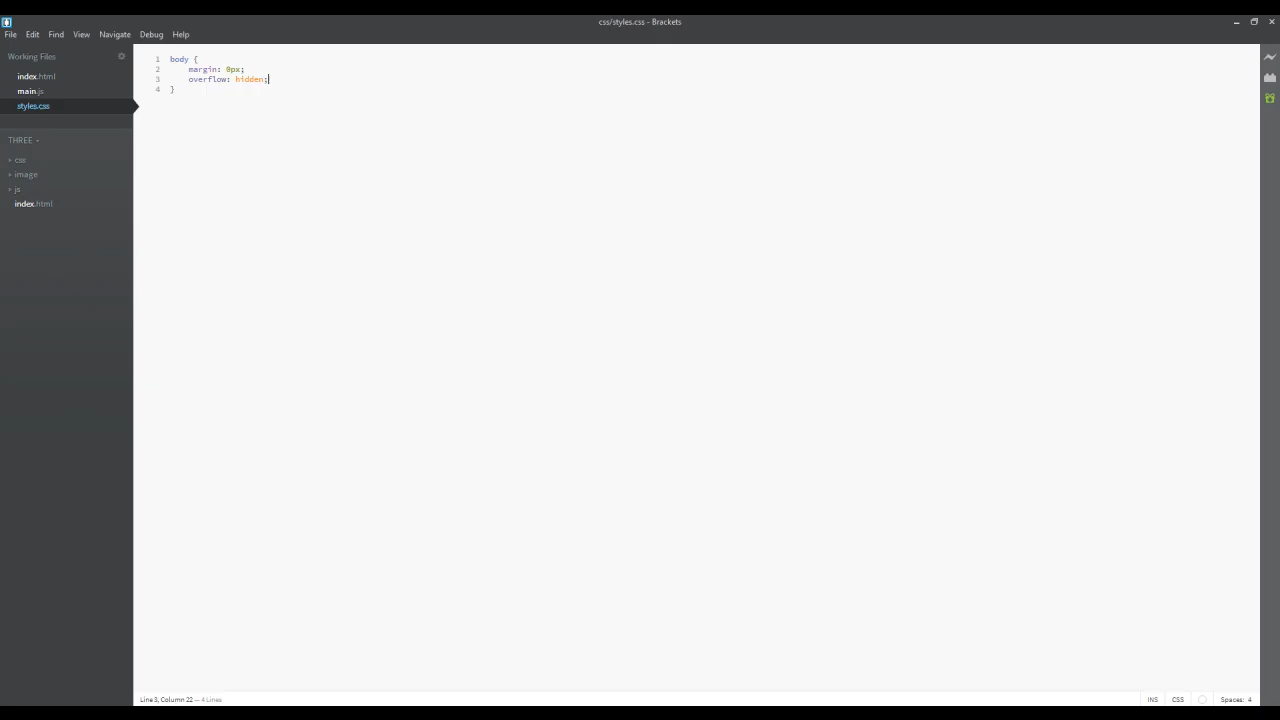 css/styles.css - Brackets
File Edit Find View Navigate Debug Help
Working Files
index.html
main.js
styles.css
THREE
css
image
js
index.html
1 body {
2 margin: 0px;
3 overflow: hidden;
4 }
Line 3, Column 22 — 4 Lines
INS CSS Spaces: 4